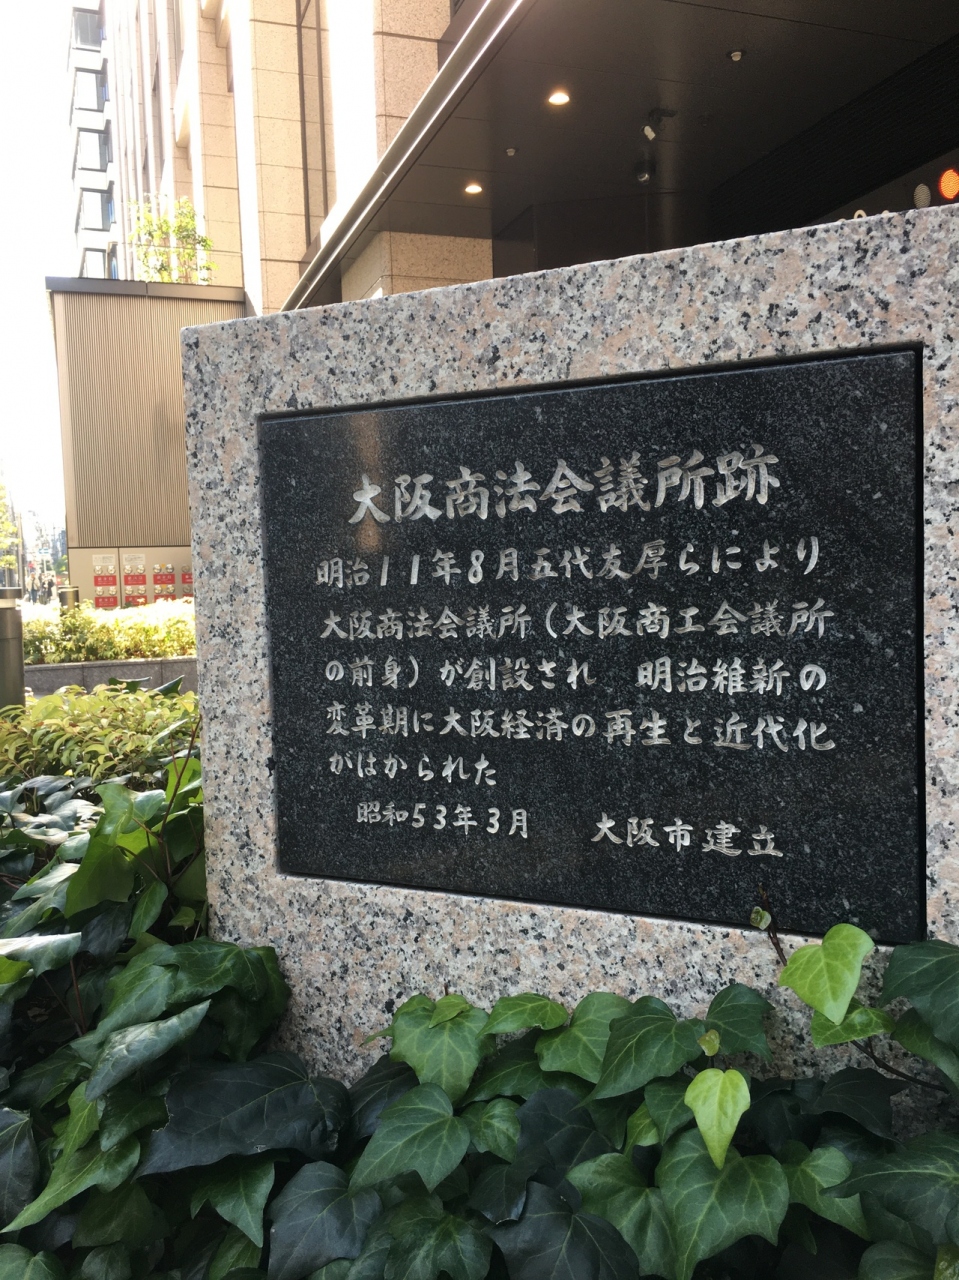 大阪商法会議所跡
明治11年8月五代友厚らにより
大阪商法会議所(大阪商工会議所
の前身)が創設され　明治維新の
変革期に大阪経済の再生と近代化
がはかられた
昭和53年3月　大阪市建立